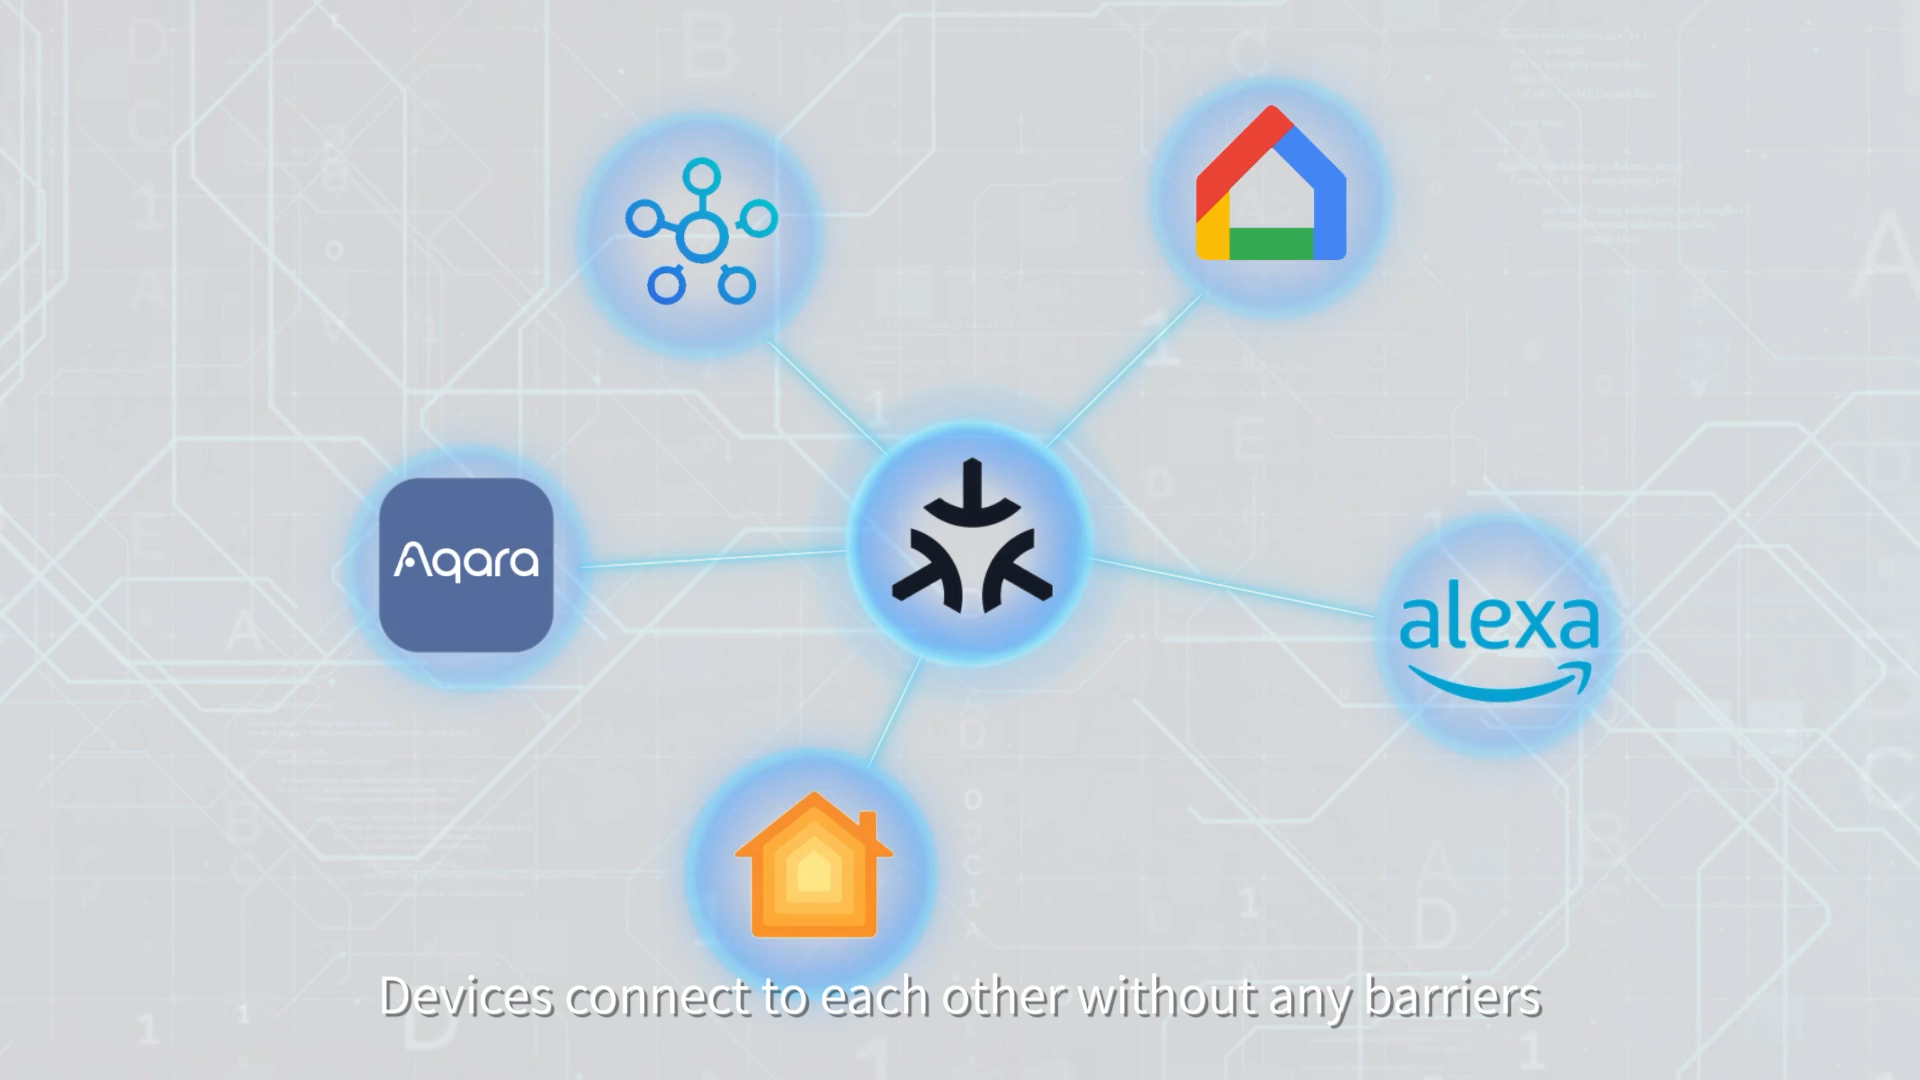 Aqara
alexa
Devices connect to each other without any barriers